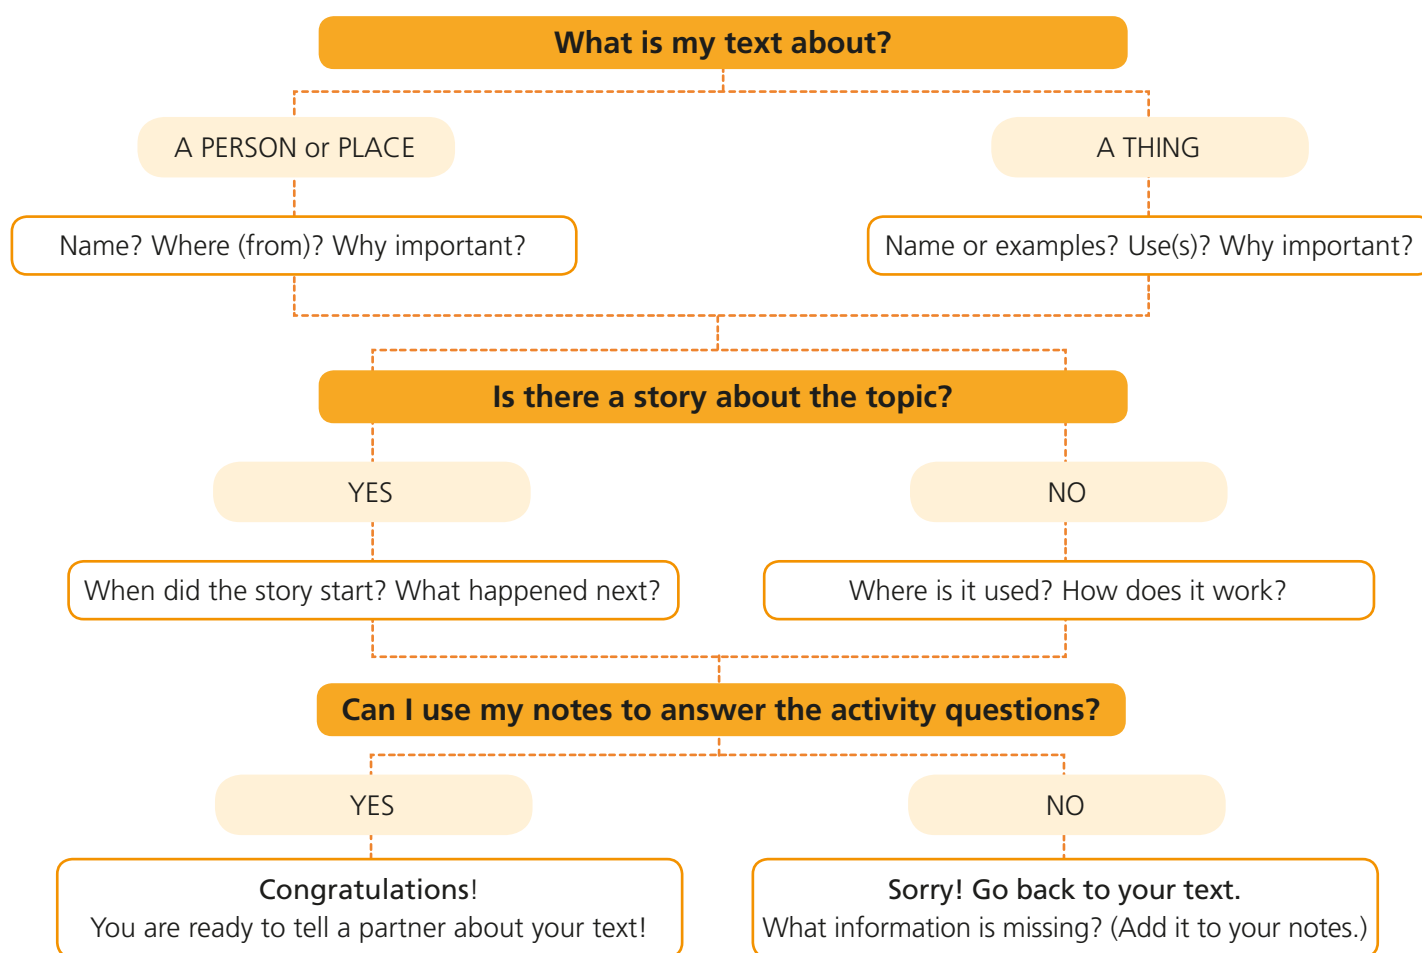 What is my text about?
A PERSON or PLACE
A THING
Name? Where (from)? Why important?
Name or examples? Use(s)? Why important?
Is there a story about the topic?
YES
NO
When did the story start? What happened next?
Where is it used? How does it work?
Can I use my notes to answer the activity questions?
YES
NO
Congratulations!
You are ready to tell a partner about your text!
Sorry! Go back to your text.
What information is missing? (Add it to your notes.)